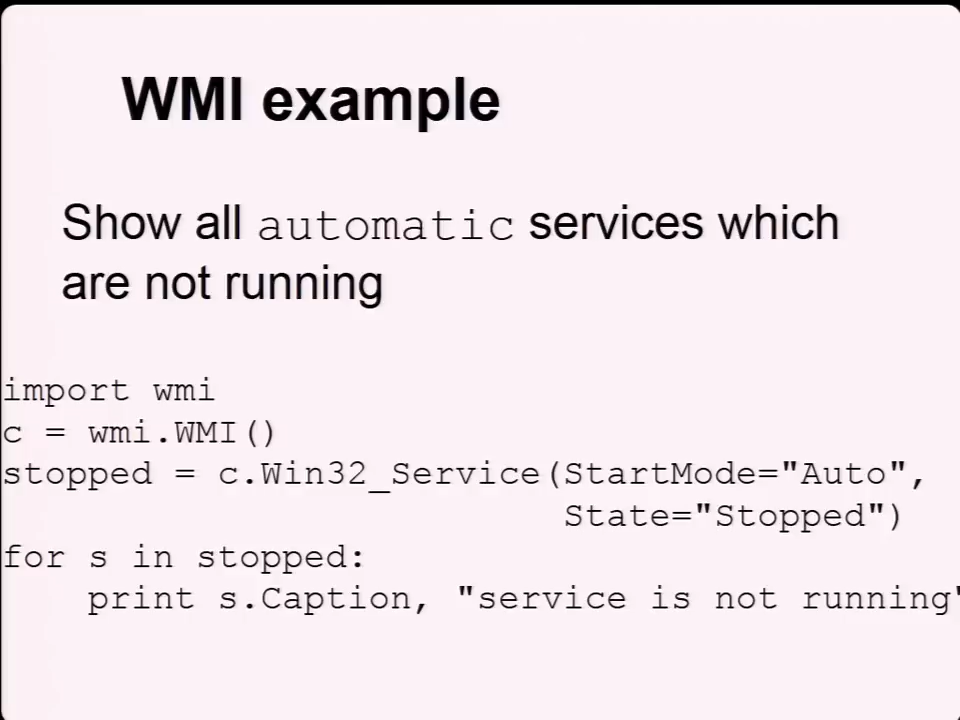 WMI example
Show all automatic services which
are not running
import wmi
c = wmi.WMI()
stopped = c.Win32_Service(StartMode="Auto",
                          State="Stopped")
for s in stopped:
    print s.Caption, "service is not running"